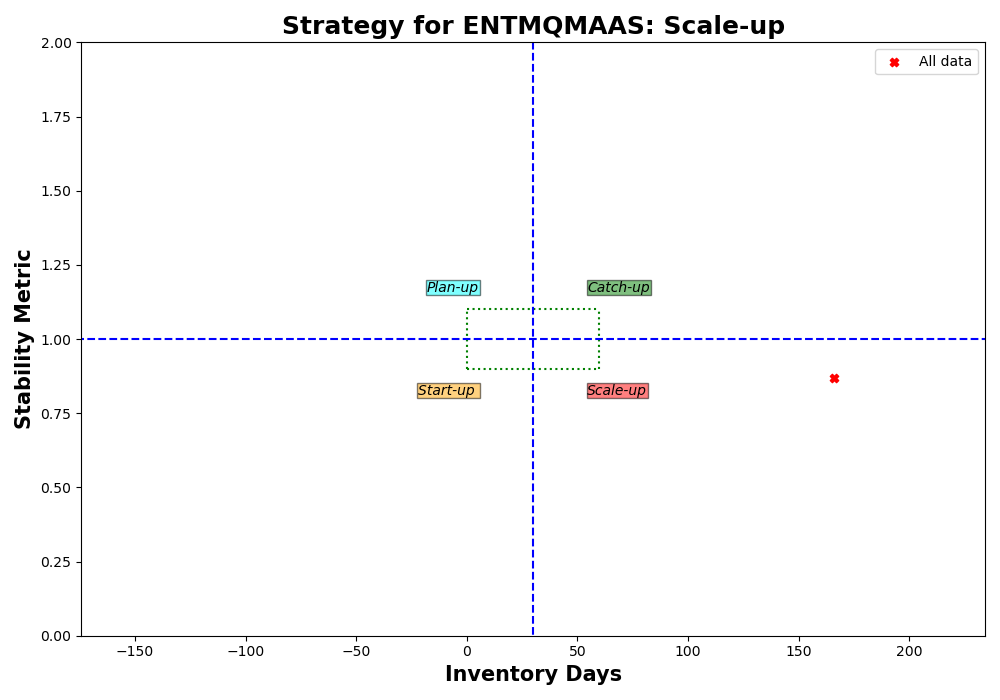 Strategy for ENTMQMAAS: Scale-up
All data
Stability Metric
2.00
1.75
1.50
1.25
1.00
0.75
0.50
0.25
0.00
Plan-up
Catch-up
Start-up
Scale-up
−150
−100
−50
0
50
100
150
200
Inventory Days